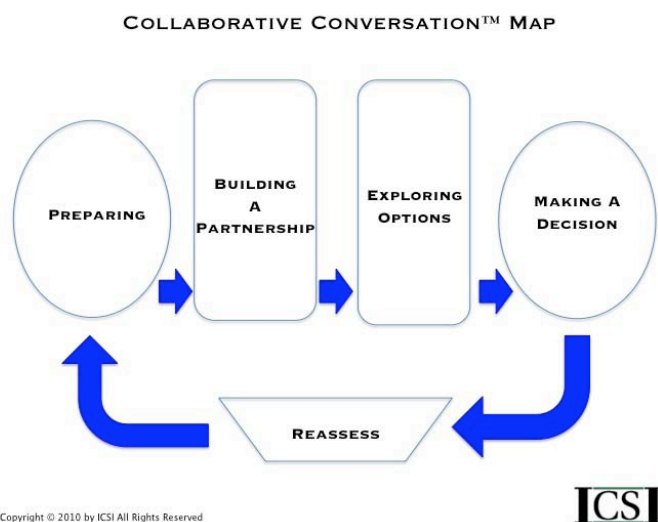 COLLABORATIVE CONVERSATION™ MAP
PREPARING
BUILDING
A
PARTNERSHIP
EXPLORING
OPTIONS
MAKING A
DECISION
REASSESS
Copyright © 2010 by ICSI All Rights Reserved
ICSI